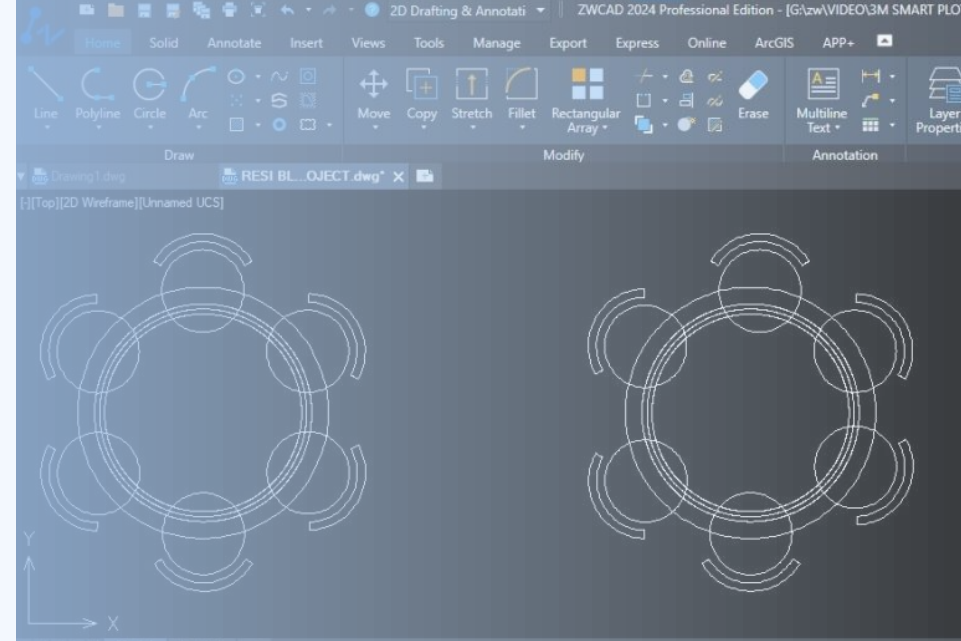 2D Drafting & Annotati
ZWCAD 2024 Professional Edition - [G:\zw\VIDEO\3M SMART PLO
Home Solid Annotate Insert Views Tools Manage Export Express Online ArcGIS APP+
Line Polyline Circle Arc Move Copy Stretch Fillet Rectangular Array Erase Multiline Text Layer Properti
Draw Modify Annotation
Drawing1.dwg RESI BL...OJECT.dwg*
[-][Top][2D Wireframe][Unnamed UCS]
Y
X